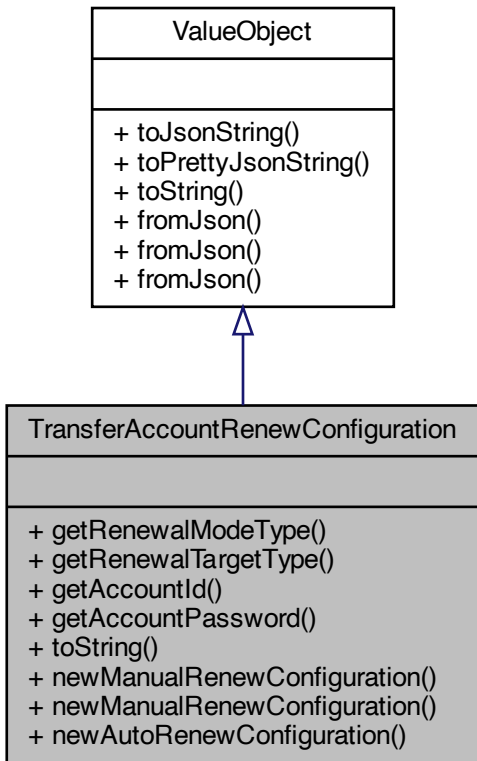 ValueObject
+ toJsonString()
+ toPrettyJsonString()
+ toString()
+ fromJson()
+ fromJson()
+ fromJson()
TransferAccountRenewConfiguration
+ getRenewalModeType()
+ getRenewalTargetType()
+ getAccountId()
+ getAccountPassword()
+ toString()
+ newManualRenewConfiguration()
+ newManualRenewConfiguration()
+ newAutoRenewConfiguration()